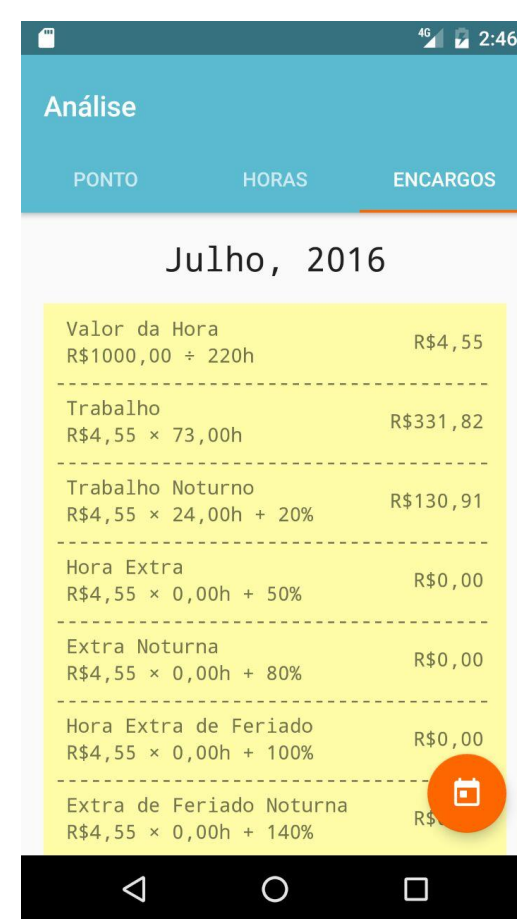 4G 2:46
Análise
PONTO HORAS ENCARGOS
Julho, 2016
Valor da Hora
R$1000,00 ÷ 220h R$4,55
Trabalho
R$4,55 × 73,00h R$331,82
Trabalho Noturno
R$4,55 × 24,00h + 20% R$130,91
Hora Extra
R$4,55 × 0,00h + 50% R$0,00
Extra Noturna
R$4,55 × 0,00h + 80% R$0,00
Hora Extra de Feriado
R$4,55 × 0,00h + 100% R$0,00
Extra de Feriado Noturna
R$4,55 × 0,00h + 140%